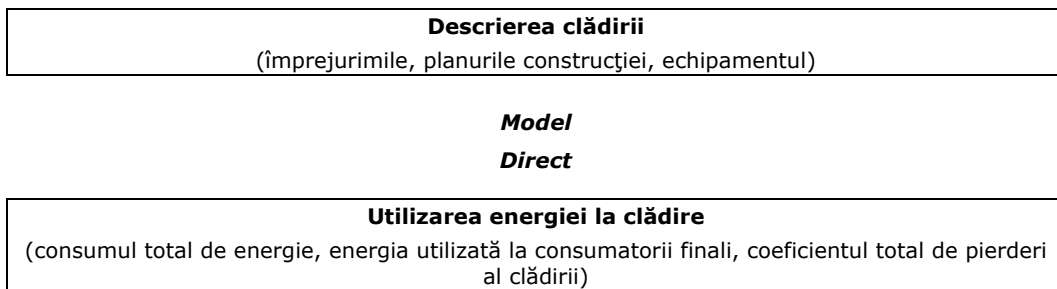 Descrierea clădirii
(împrejurimile, planurile construcţiei, echipamentul)
Model
Direct
Utilizarea energiei la clădire
(consumul total de energie, energia utilizată la consumatorii finali, coeficientul total de pierderi
al clădirii)